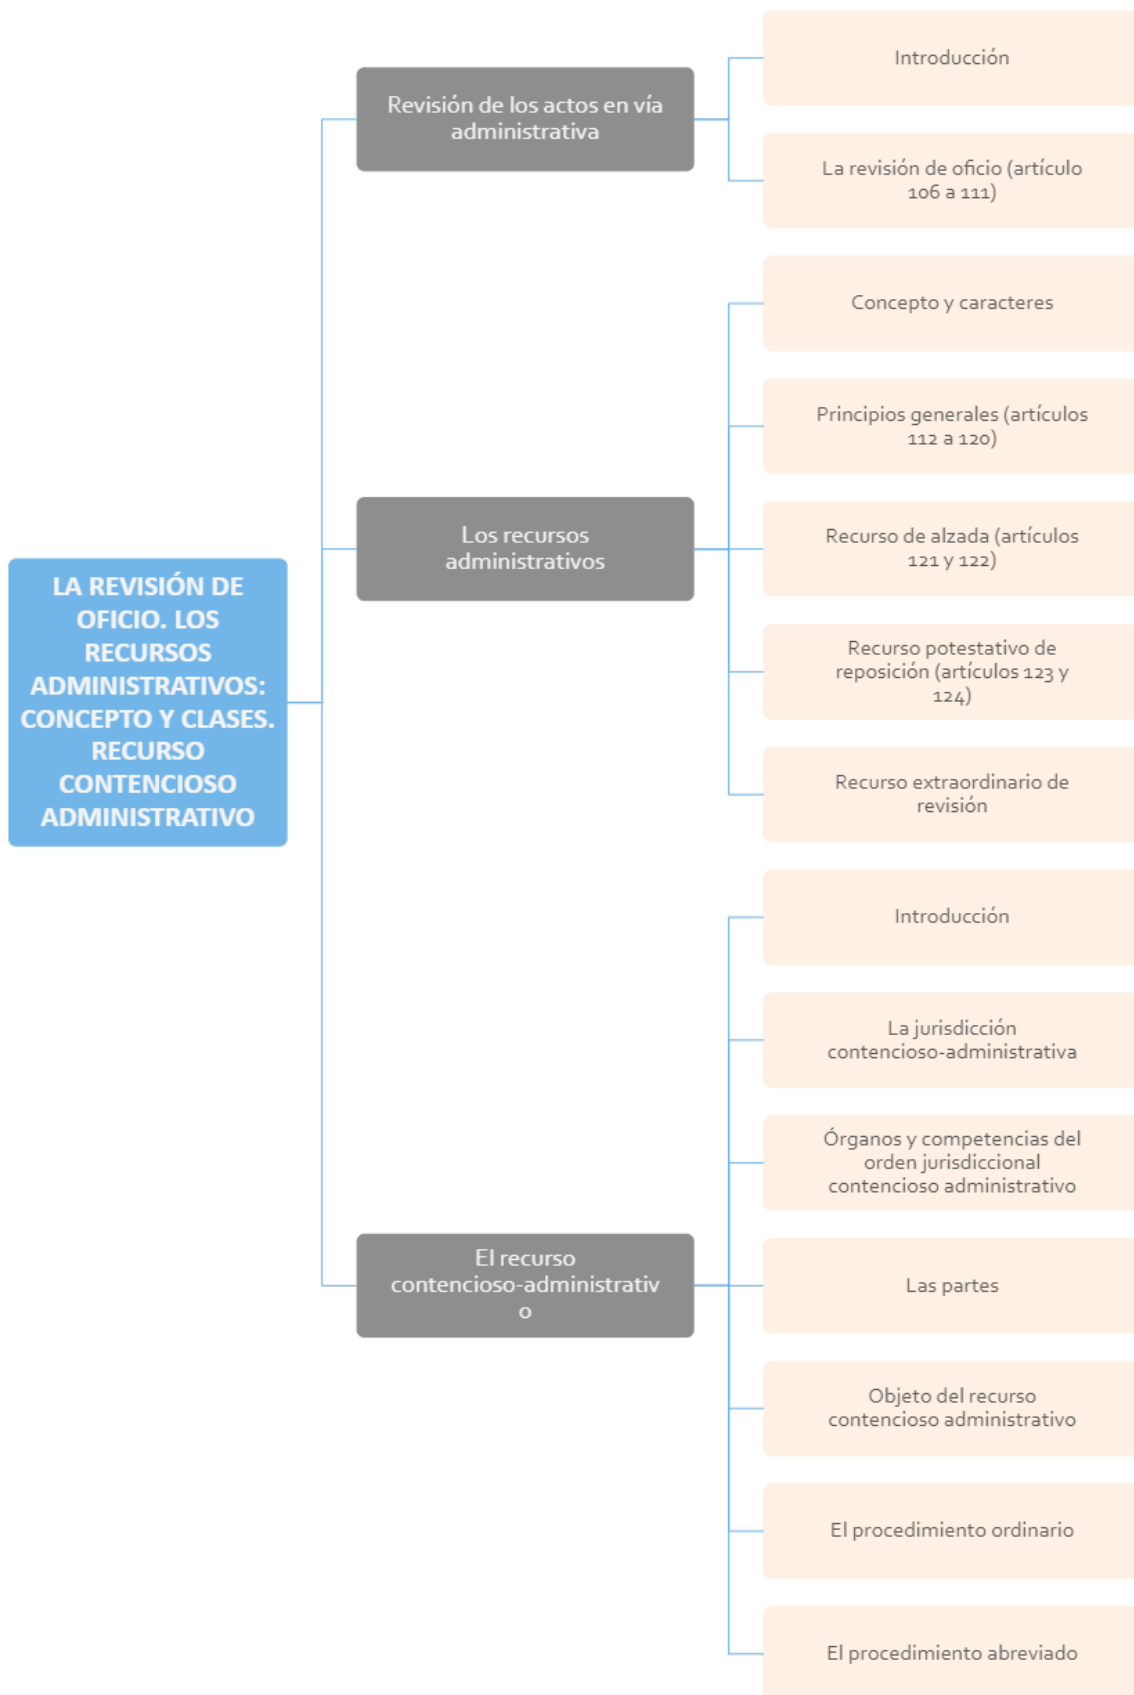 LA REVISIÓN DE
OFICIO. LOS
RECURSOS
ADMINISTRATIVOS:
CONCEPTO Y CLASES.
RECURSO
CONTENCIOSO
ADMINISTRATIVO
Revisión de los actos en vía
administrativa
Introducción
La revisión de oficio (artículo
106 a 111)
Los recursos
administrativos
Concepto y caracteres
Principios generales (artículos
112 a 120)
Recurso de alzada (artículos
121 y 122)
Recurso potestativo de
reposición (artículos 123 y
124)
Recurso extraordinario de
revisión
El recurso
contencioso-administrativ
o
Introducción
La jurisdicción
contencioso-administrativa
Órganos y competencias del
orden jurisdiccional
contencioso administrativo
Las partes
Objeto del recurso
contencioso administrativo
El procedimiento ordinario
El procedimiento abreviado